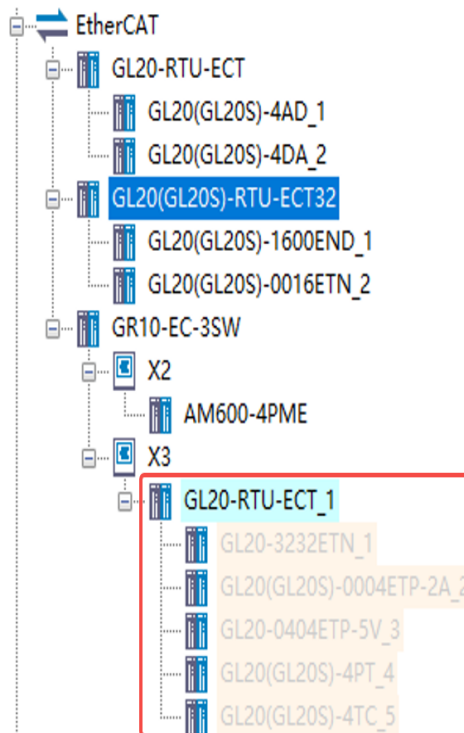 EtherCAT
GL20-RTU-ECT
GL20(GL20S)-4AD_1
GL20(GL20S)-4DA_2
GL20(GL20S)-RTU-ECT32
GL20(GL20S)-1600END_1
GL20(GL20S)-0016ETN_2
GR10-EC-3SW
X2
AM600-4PME
X3
GL20-RTU-ECT_1
GL20-3232ETN_1
GL20(GL20S)-0004ETP-2A_2
GL20-0404ETP-5V_3
GL20(GL20S)-4PT_4
GL20(GL20S)-4TC_5